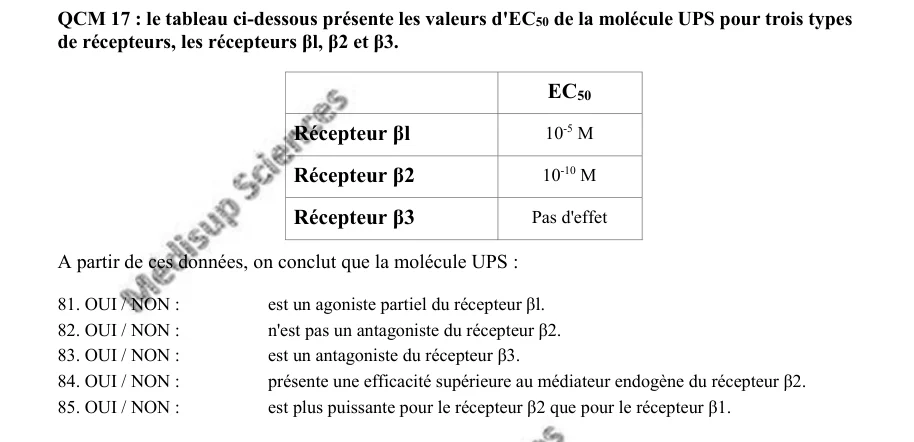 QCM 17 : le tableau ci-dessous présente les valeurs d'EC₅₀ de la molécule UPS pour trois types
de récepteurs, les récepteurs βl, β2 et β3.
EC₅₀
Récepteur βl 10⁻⁵ M
Récepteur β2 10⁻¹⁰ M
Récepteur β3 Pas d'effet
Medisup Sciences
A partir de ces données, on conclut que la molécule UPS :
81. OUI / NON : est un agoniste partiel du récepteur βl.
82. OUI / NON : n'est pas un antagoniste du récepteur β2.
83. OUI / NON : est un antagoniste du récepteur β3.
84. OUI / NON : présente une efficacité supérieure au médiateur endogène du récepteur β2.
85. OUI / NON : est plus puissante pour le récepteur β2 que pour le récepteur β1.